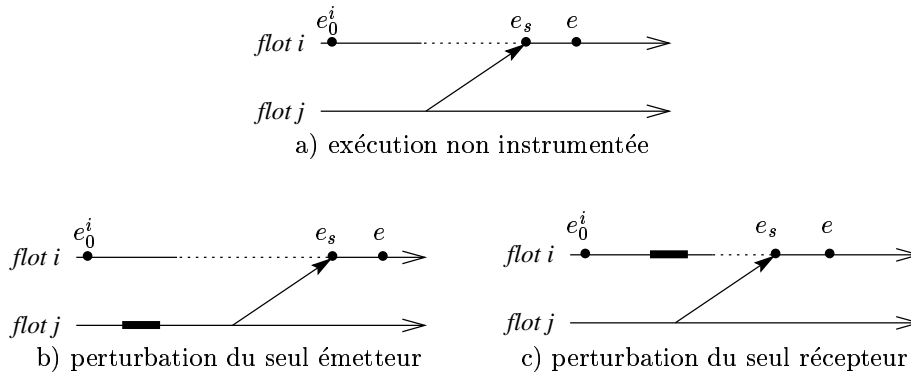 e_0^i e_s e
flot i
flot j
a) exécution non instrumentée
e_0^i e_s e
flot i
flot j
b) perturbation du seul émetteur
e_0^i e_s e
flot i
flot j
c) perturbation du seul récepteur